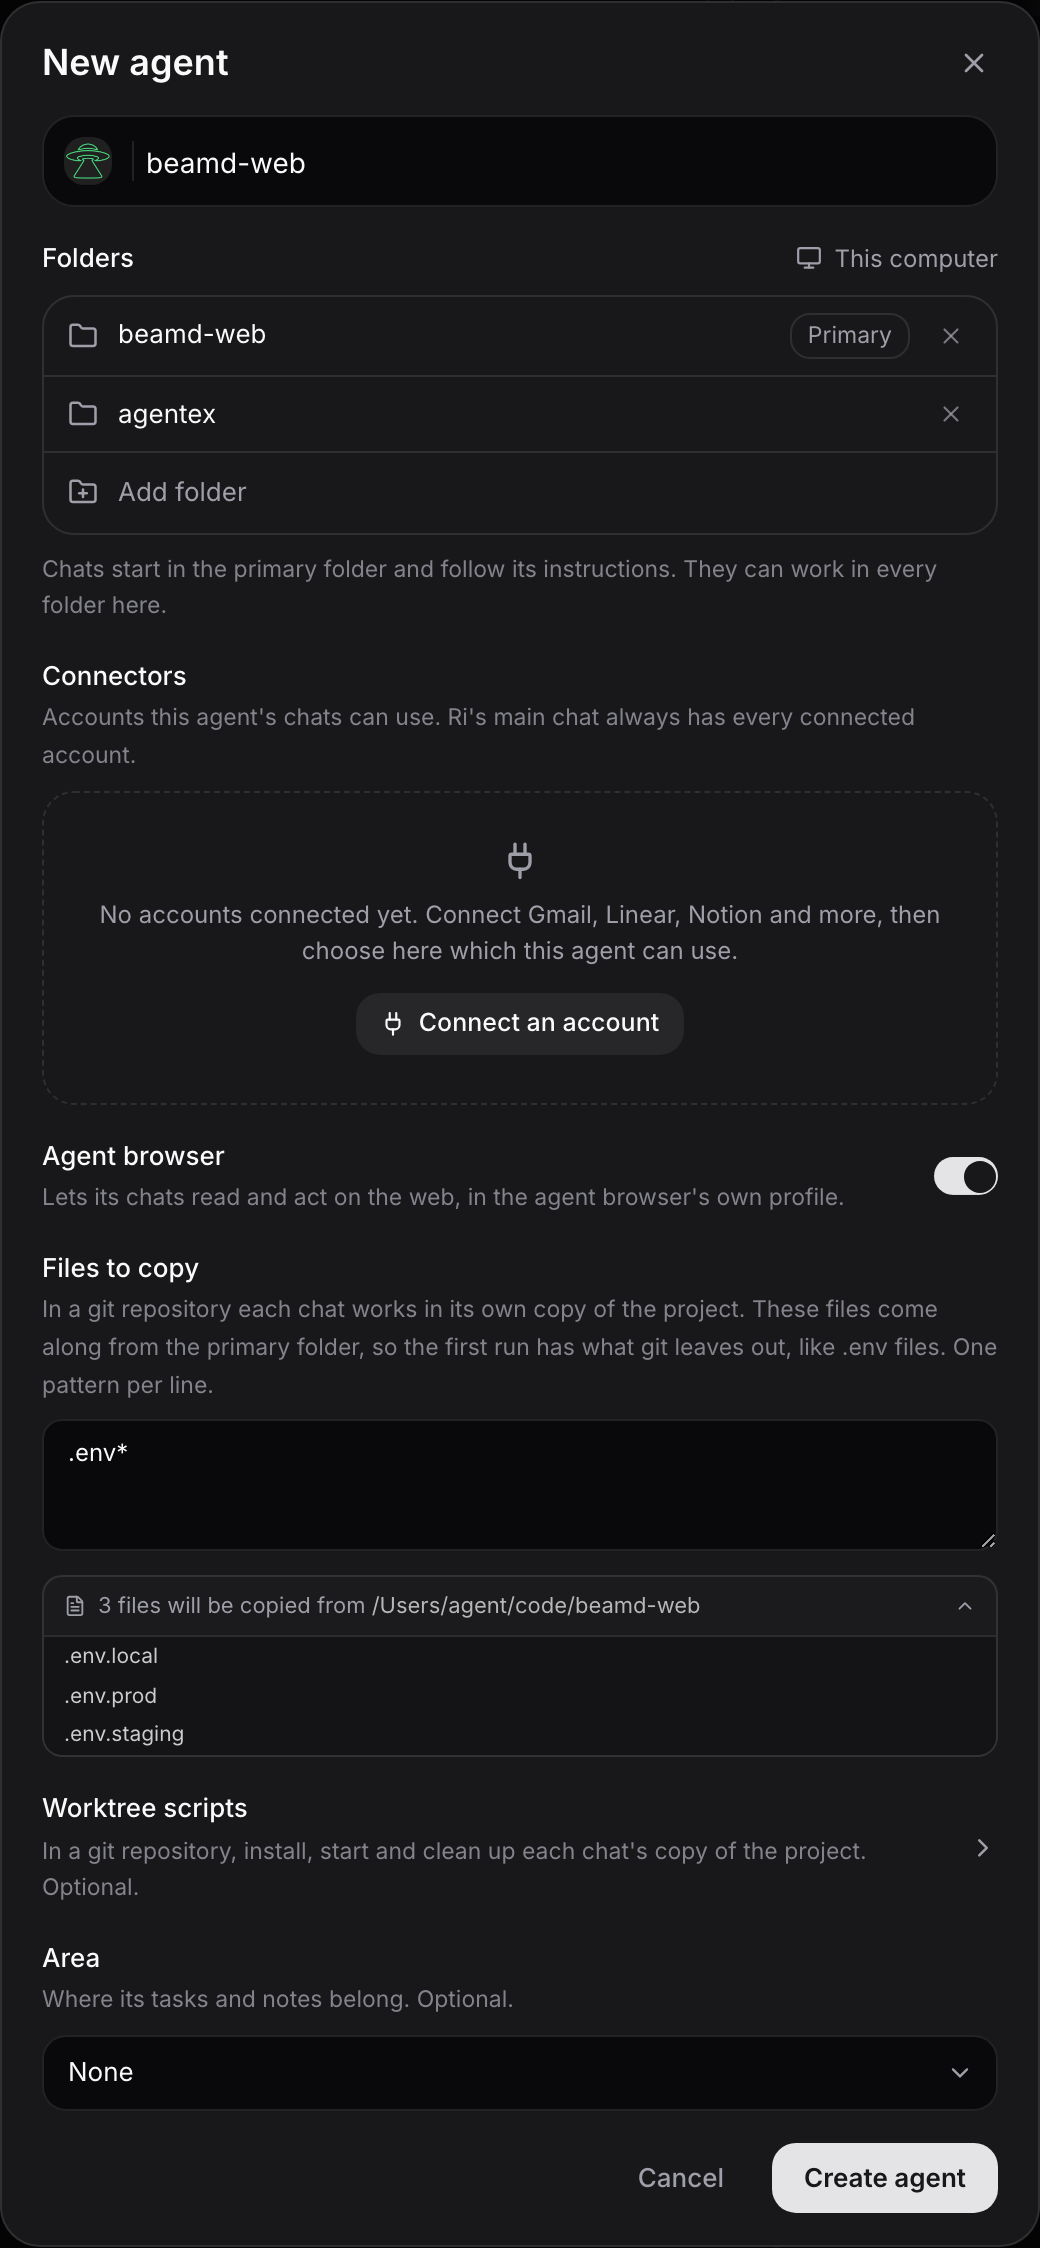 New agent
beamd-web
Folders
This computer
beamd-web
Primary
agentex
Add folder
Chats start in the primary folder and follow its instructions. They can work in every
folder here.
Connectors
Accounts this agent's chats can use. Ri's main chat always has every connected
account.
No accounts connected yet. Connect Gmail, Linear, Notion and more, then
choose here which this agent can use.
Connect an account
Agent browser
Lets its chats read and act on the web, in the agent browser's own profile.
Files to copy
In a git repository each chat works in its own copy of the project. These files come
along from the primary folder, so the first run has what git leaves out, like .env files. One
pattern per line.
.env*
3 files will be copied from /Users/agent/code/beamd-web
.env.local
.env.prod
.env.staging
Worktree scripts
In a git repository, install, start and clean up each chat's copy of the project.
Optional.
Area
Where its tasks and notes belong. Optional.
None
Cancel
Create agent